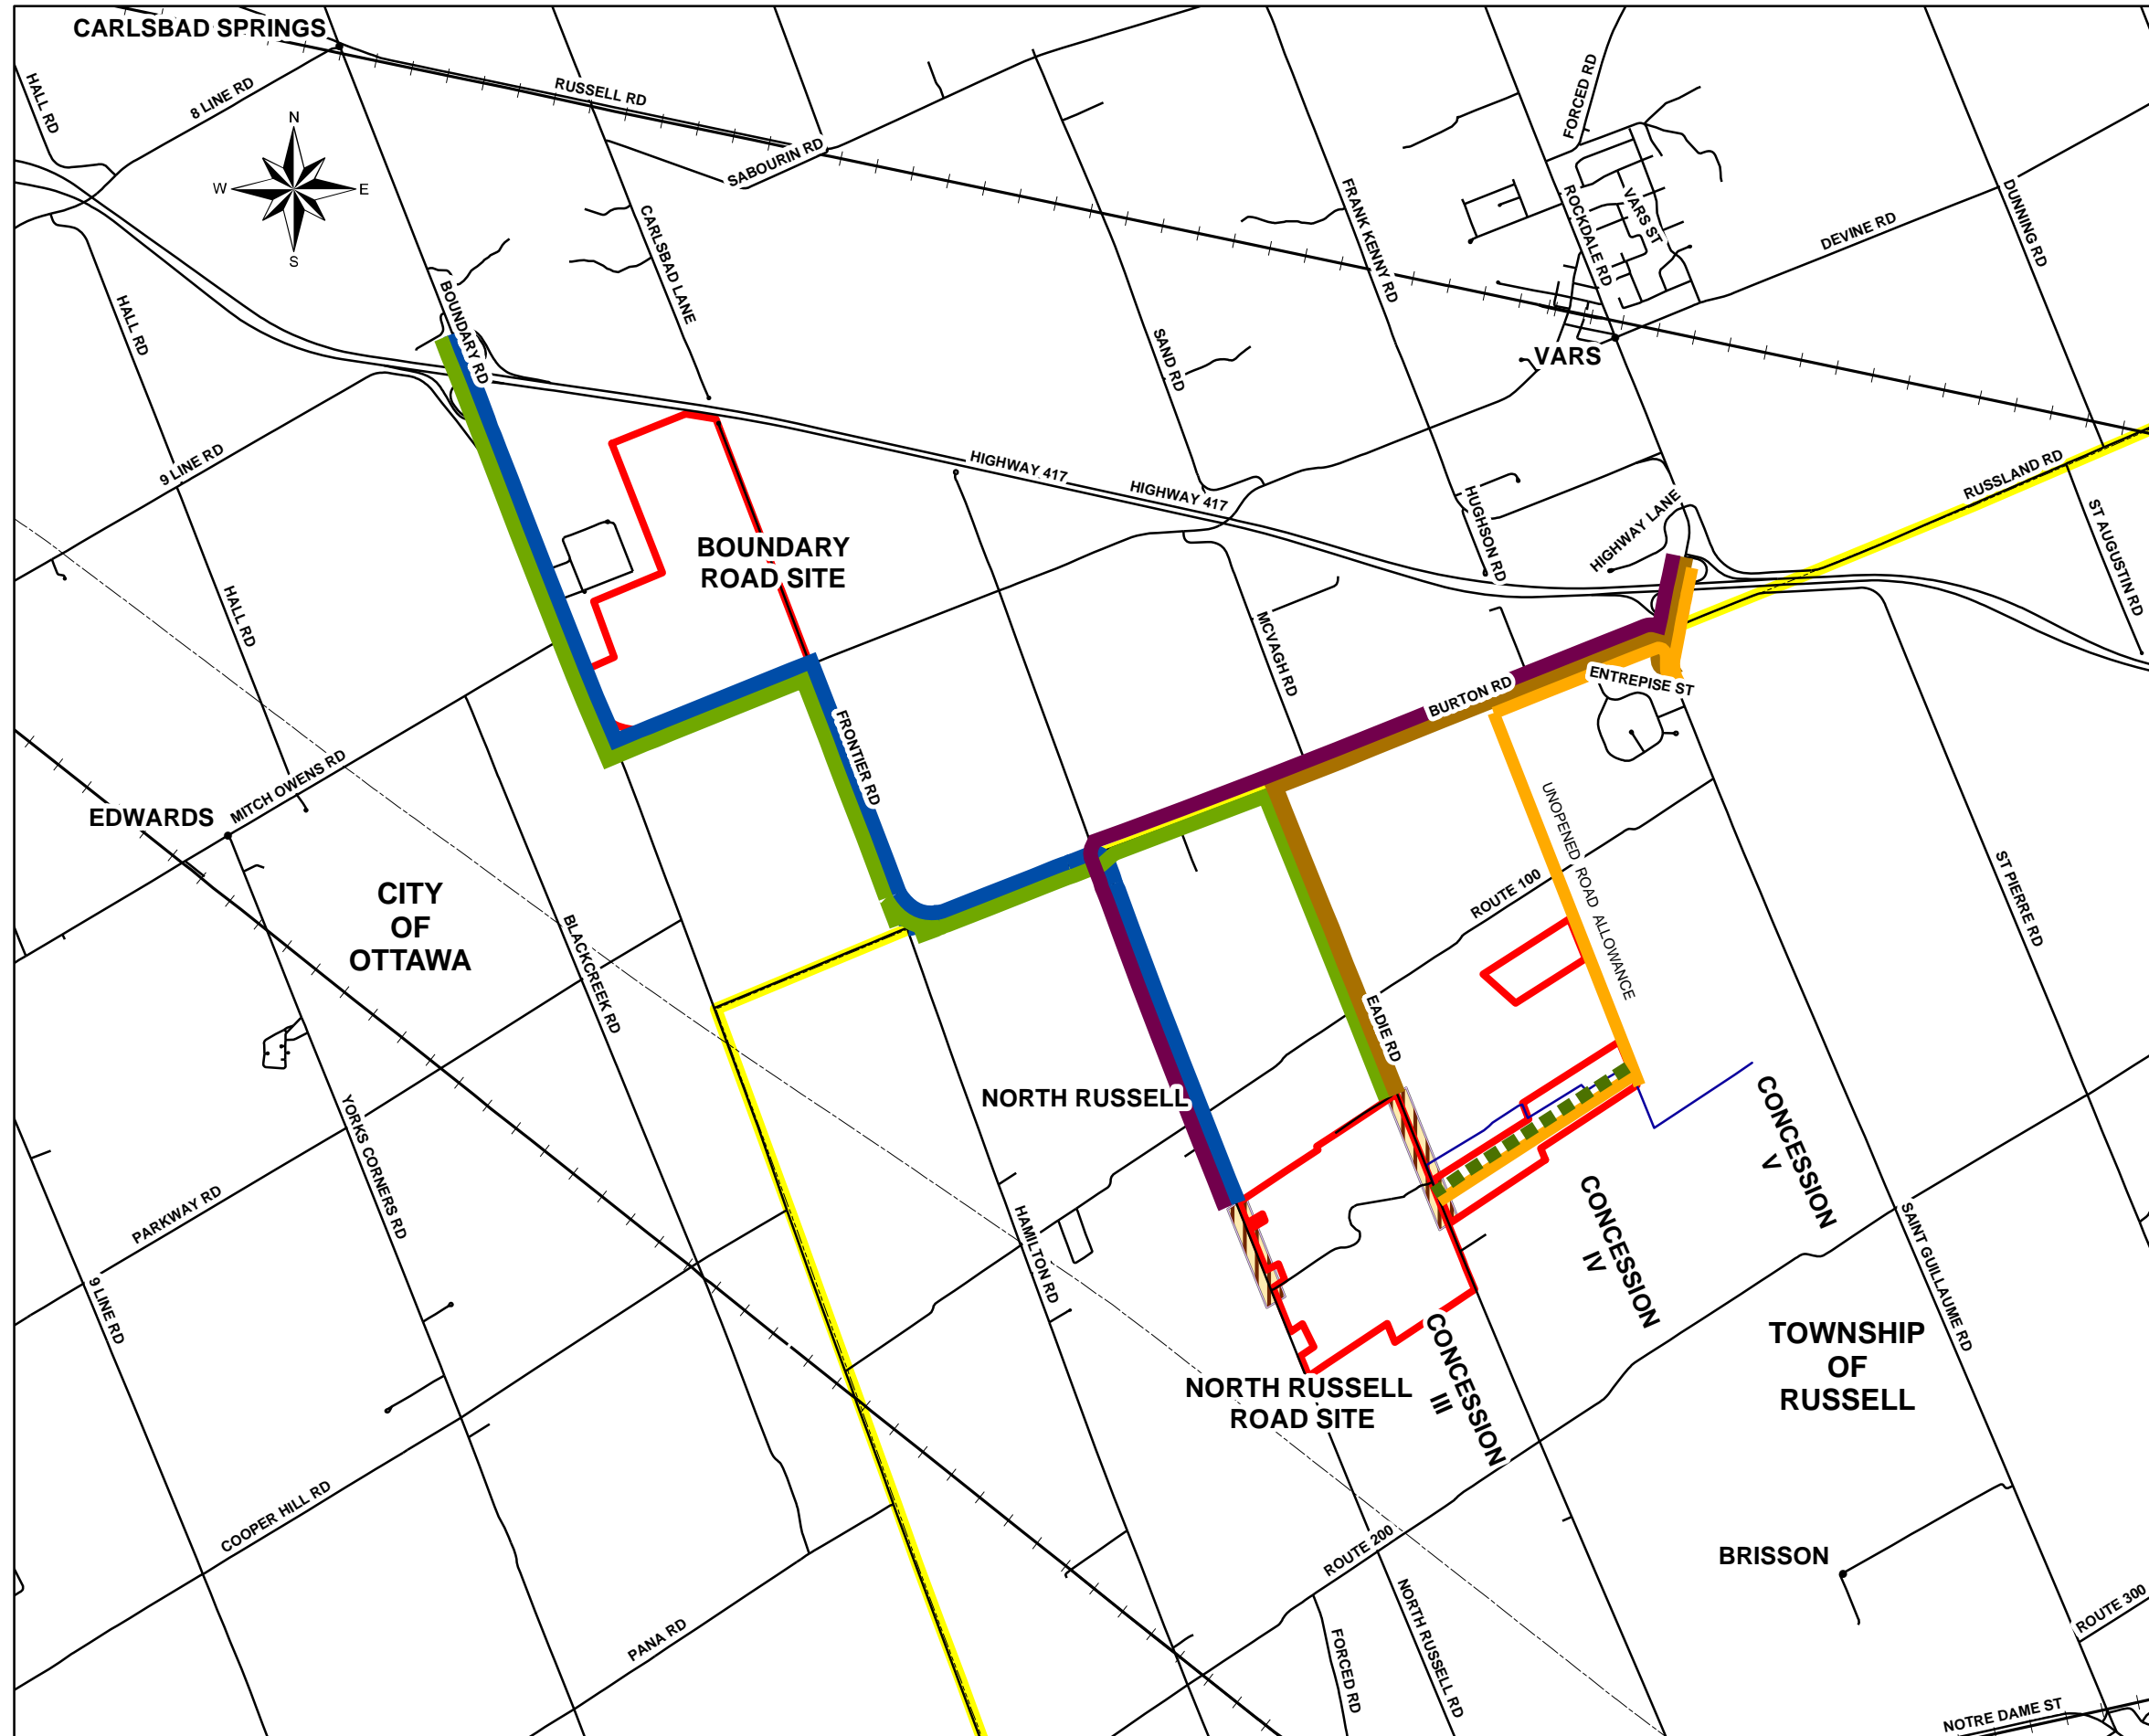 CARLSBAD SPRINGS
HALL RD
8 LINE RD
RUSSELL RD
SABOURIN RD
FORCED RD
N
W
E
S
CARLSBAD LANE
FRANK KENNY RD
ROCKDALE RD
VARS ST
DEVINE RD
DUNNING RD
HALL RD
BOUNDARY RD
SAND RD
VARS
9 LINE RD
HIGHWAY 417
HIGHWAY 417
HUGHSON RD
HIGHWAY LANE
RUSSLAND RD
ST AUGUSTIN RD
BOUNDARY
ROAD SITE
HALL RD
MCVAGH RD
BURTON RD
ENTREPISE ST
FRONTIER RD
MITCH OWENS RD
EDWARDS
UNOPENED ROAD ALLOWANCE
CITY
OF
OTTAWA
BLACKCREEK RD
ROUTE 100
ST PIERRE RD
EADIE RD
NORTH RUSSELL
YORKS CORNERS RD
CONCESSION
V
PARKWAY RD
HAMILTON RD
CONCESSION
IV
SAINT GUILLAUME RD
9 LINE RD
CONCESSION
III
TOWNSHIP
OF
RUSSELL
NORTH RUSSELL
ROAD SITE
COOPER HILL RD
ROUTE 200
BRISSON
PANA RD
FORCED RD
NORTH RUSSELL RD
ROUTE 300
NOTRE DAME ST